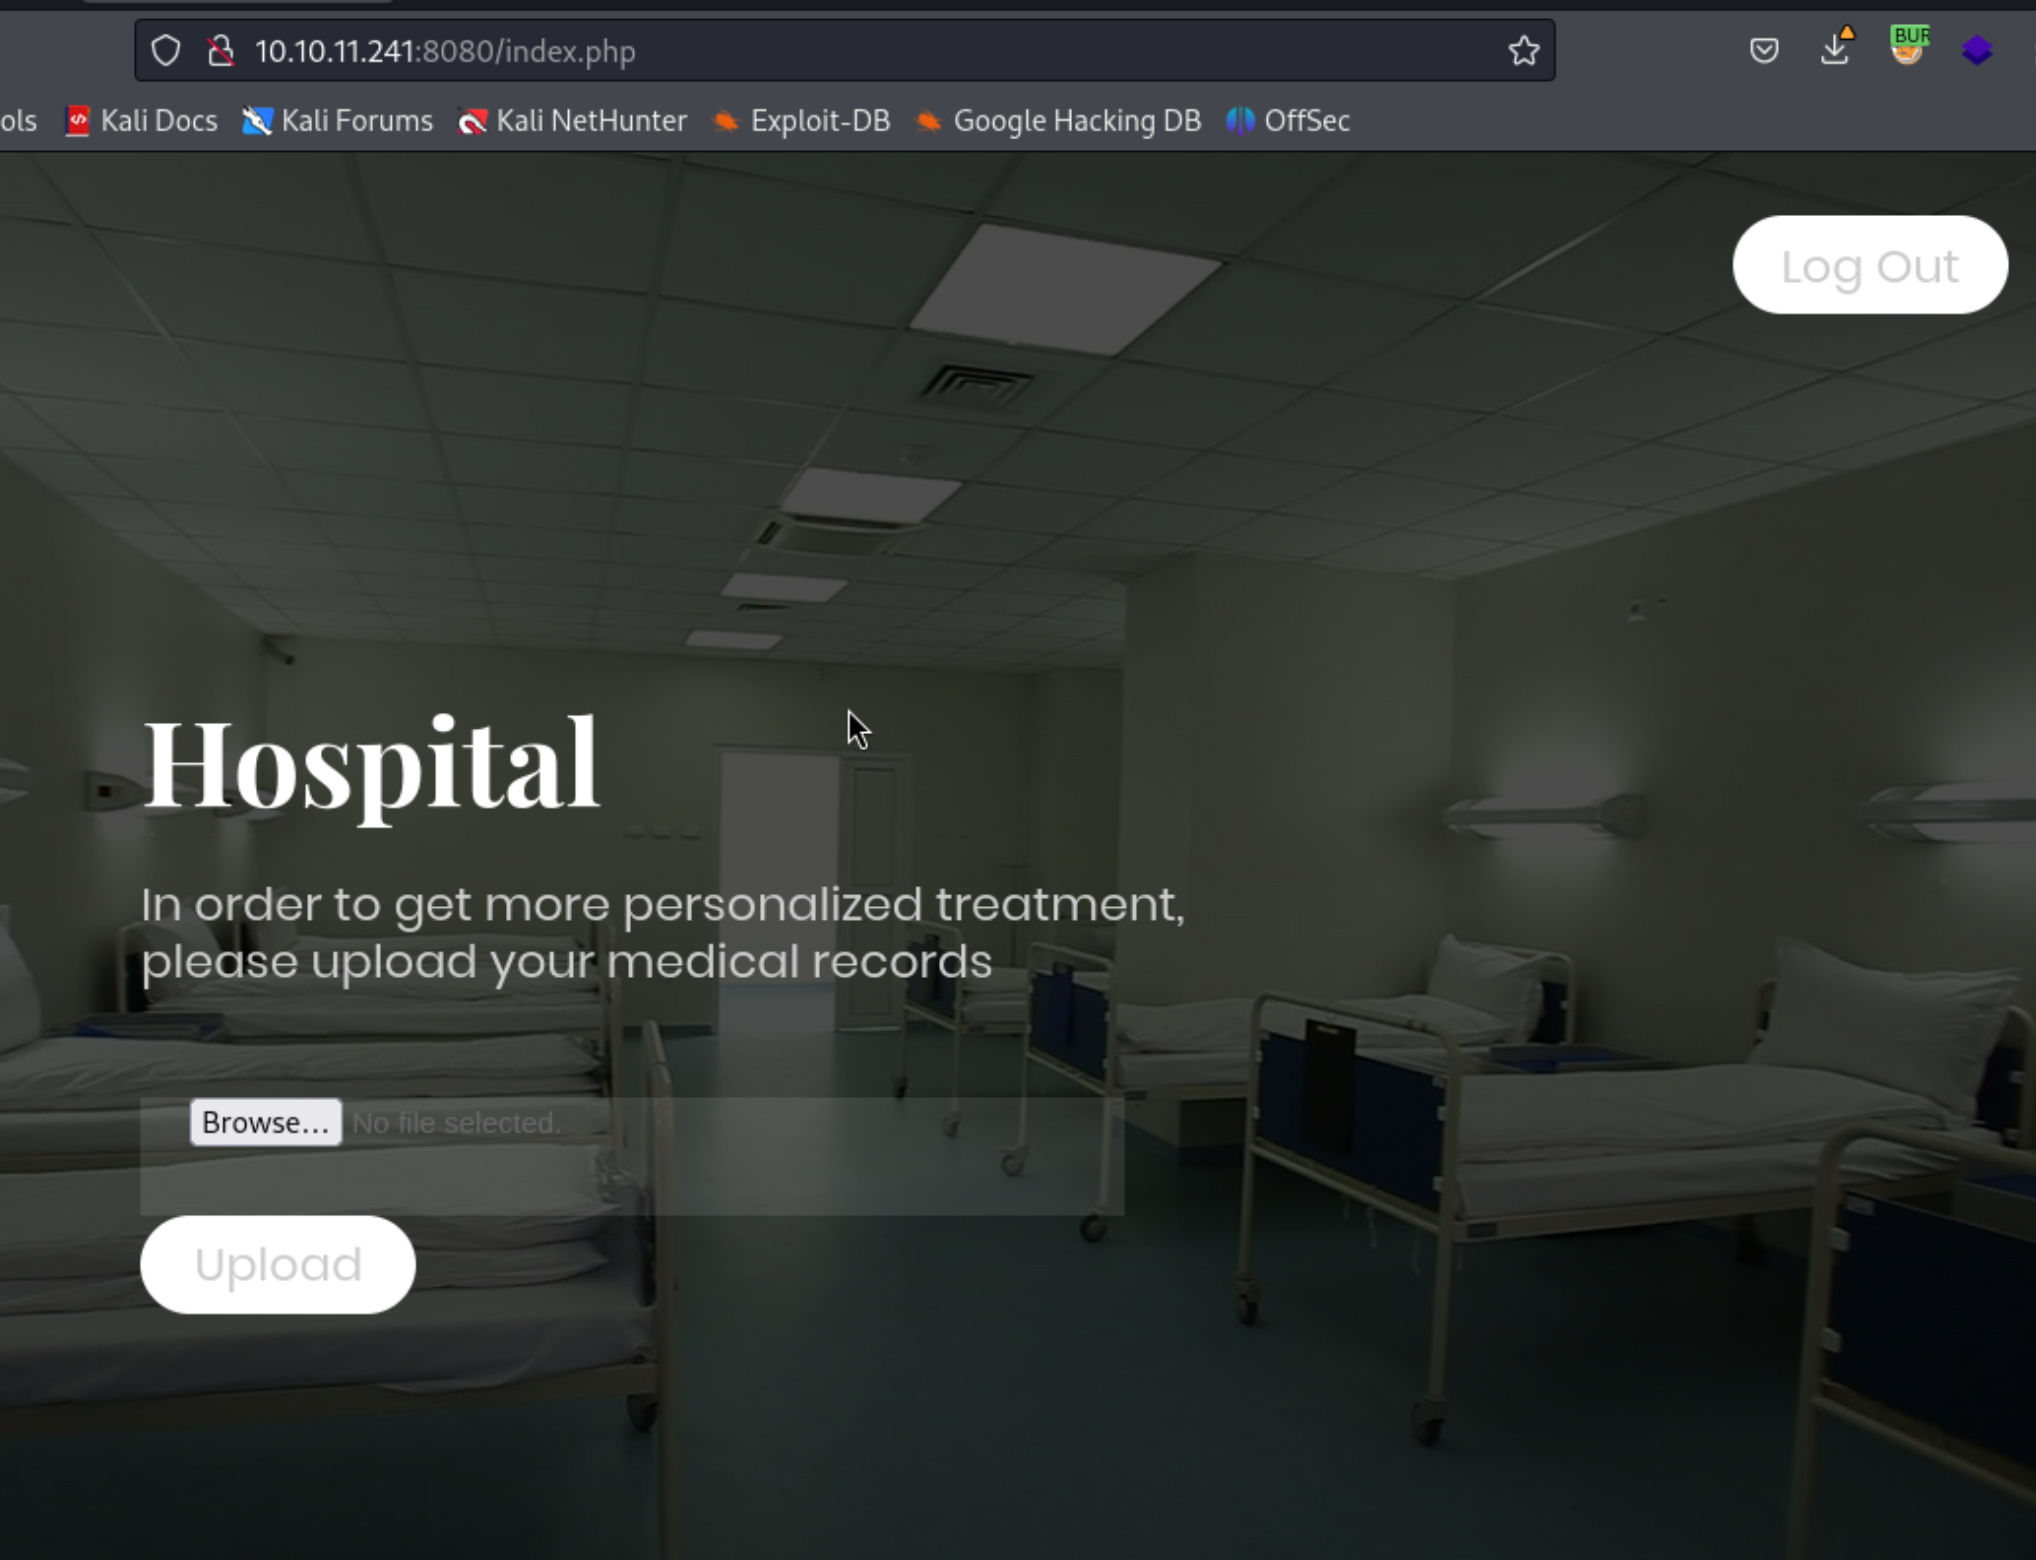 10.10.11.241:8080/index.php
BUR
ols Kali Docs Kali Forums Kali NetHunter Exploit-DB Google Hacking DB OffSec
Log Out
Hospital
In order to get more personalized treatment,
please upload your medical records
Browse... No file selected.
Upload